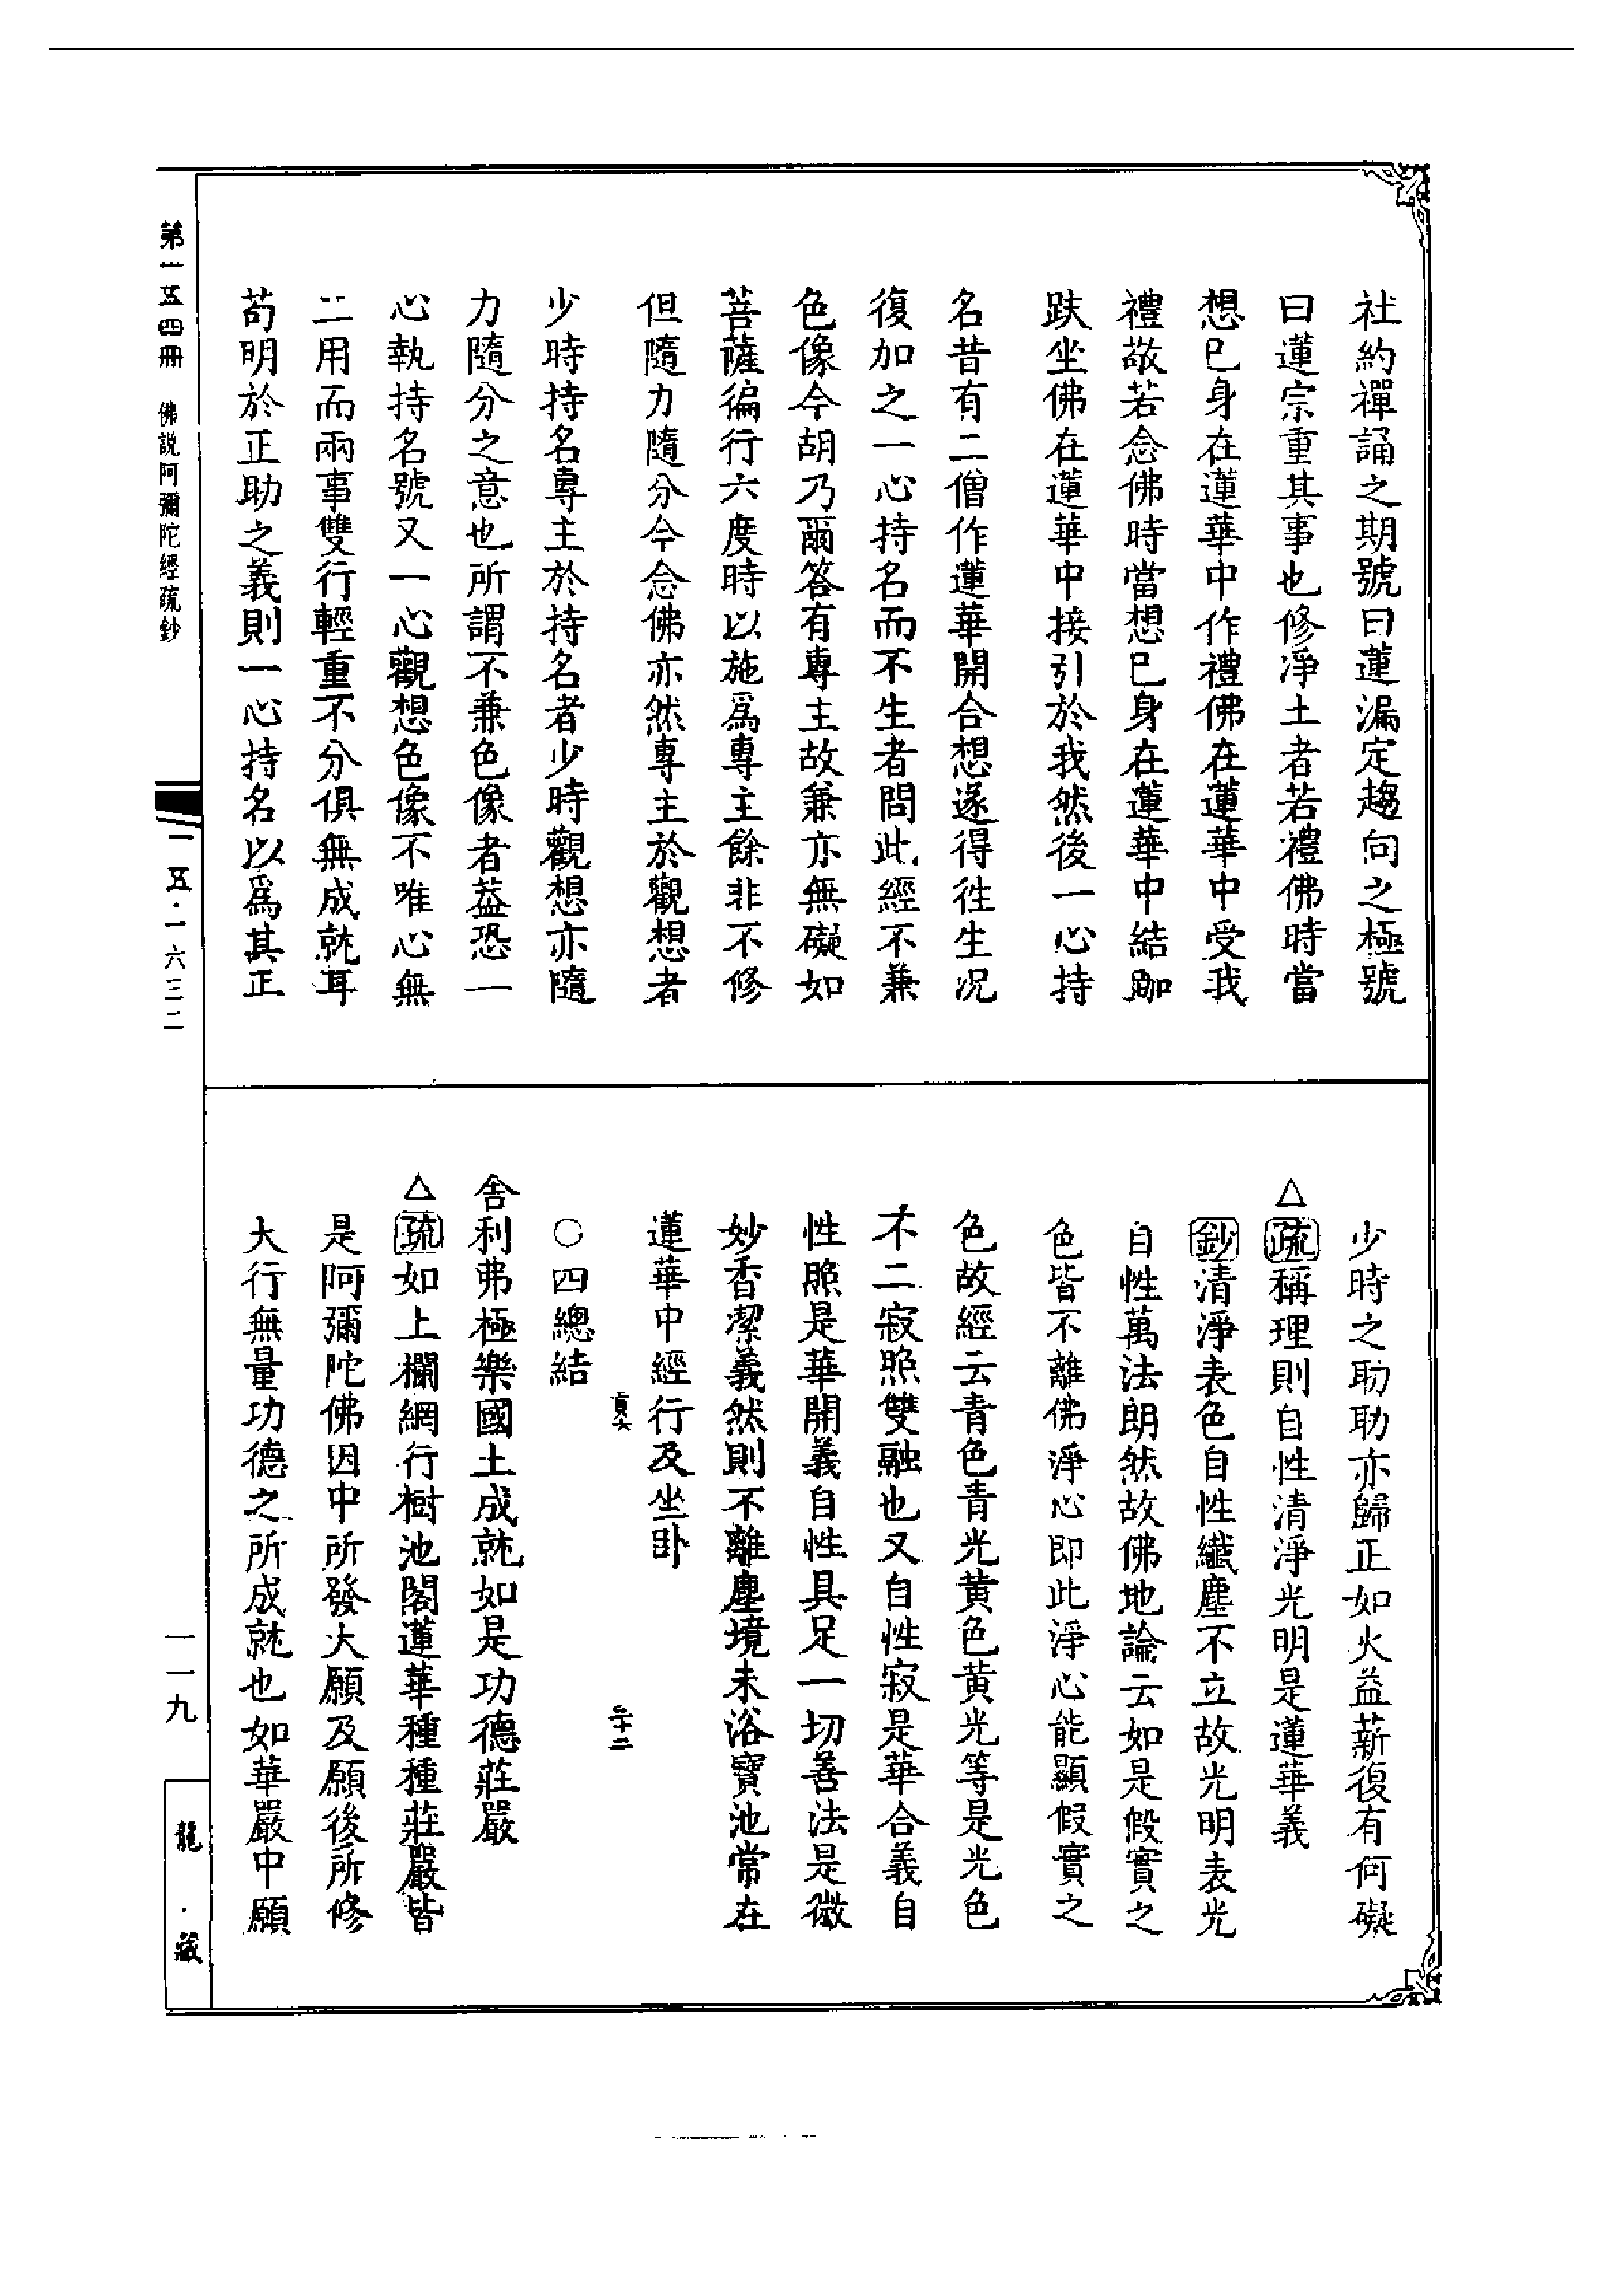 社約禪誦之期號曰蓮漏定趨向之極號
曰蓮宗重其事也修淨土者若禮佛時當
想已身在蓮華中作禮佛在蓮華中受我
禮敬若念佛時當想已身在蓮華中結跏
趺坐佛在蓮華中接引於我然後一心持
名昔有二僧作蓮華開合想遂得徃生況
復加之一心持名而不生者問此經不兼
色像今胡乃爾答有專主故兼亦無礙如
菩薩徧行六度時以施爲專主餘非不修
但隨力隨分今念佛亦然專主於觀想者
少時持名專主於持名者少時觀想亦隨
力隨分之意也所謂不兼色像者葢恐一
心執持名號又一心觀想色像不唯心無
二用而兩事雙行輕重不分俱無成就耳
苟明於正助之義則一心持名以爲其正
少時之助助亦歸正如火益薪復有何礙
△疏稱理則自性清淨光明是蓮華義
鈔清淨表色自性纖塵不立故光明表光
自性萬法朗然故佛地論云如是假實之
色皆不離佛淨心即此淨心能顯假實之
色故經云青色青光黃色黃光等是光色
不二寂照雙融也又自性寂是華合義自
性照是華開義自性具足一切善法是微
妙香潔義然則不離塵境未浴寶池常在
蓮華中經行及坐卧
○四總結
舍利弗極樂國土成就如是功德莊嚴
△疏如上欄網行樹池閣蓮華種種莊嚴皆
是阿彌陀佛因中所發大願及願後所修
大行無量功德之所成就也如華嚴中願
第一五四冊 佛説阿彌陀經疏鈔
一五·一六三二
一一九
龍·藏